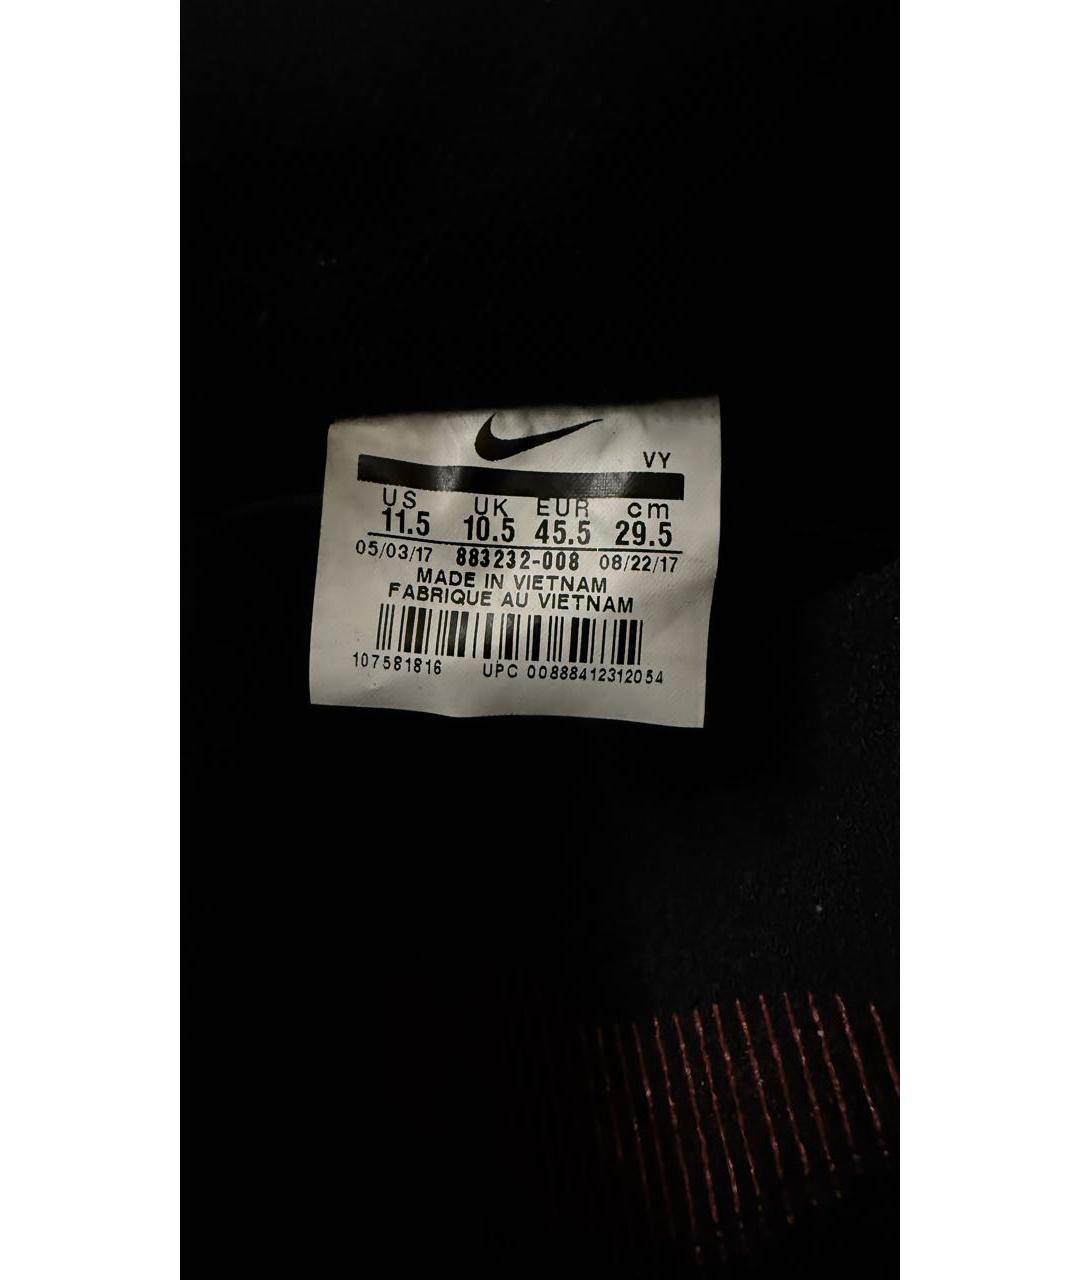 VY
US UK EUR cm
11.5 10.5 45.5 29.5
05/03/17 883232-008 08/22/17
MADE IN VIETNAM
FABRIQUE AU VIETNAM
107581816 UPC 00888412312054